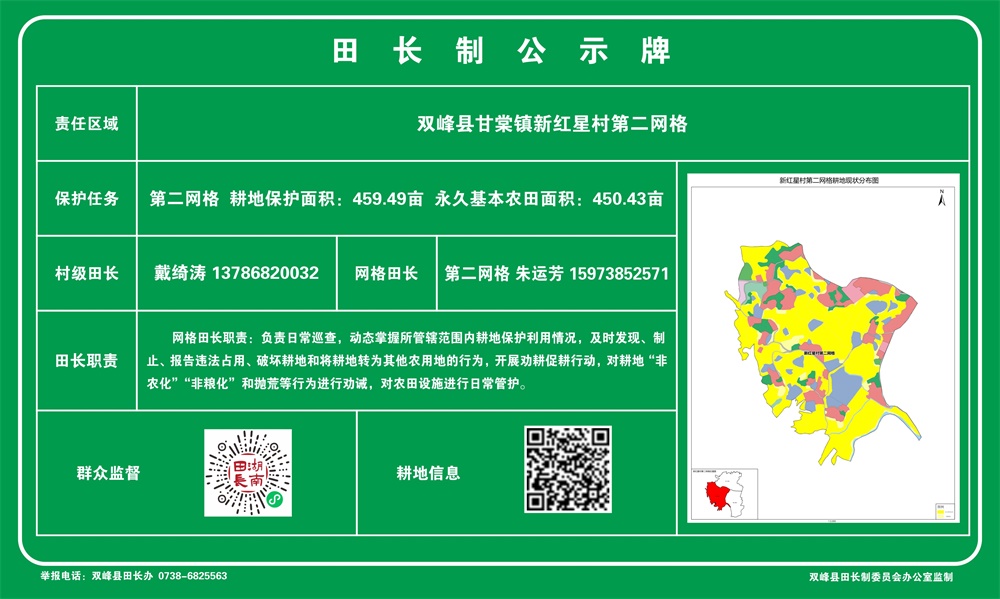 田长制公示牌
责任区域
双峰县甘棠镇新红星村第二网格
保护任务
第二网格 耕地保护面积：459.49亩 永久基本农田面积：450.43亩
村级田长
戴绮涛 13786820032
网格田长
第二网格 朱运芳 15973852571
田长职责
网格田长职责：负责日常巡查，动态掌握所管辖范围内耕地保护利用情况，及时发现、制
止、报告违法占用、破坏耕地和将耕地转为其他农用地的行为，开展劝耕促耕行动，对耕地“非
农化”“非粮化”和抛荒等行为进行劝诫，对农田设施进行日常管护。
群众监督
湖南
田長
耕地信息
新红星村第二网格耕地现状分布图
N
新红星村第二网格
举报电话：双峰县田长办 0738-6825563
双峰县田长制委员会办公室监制